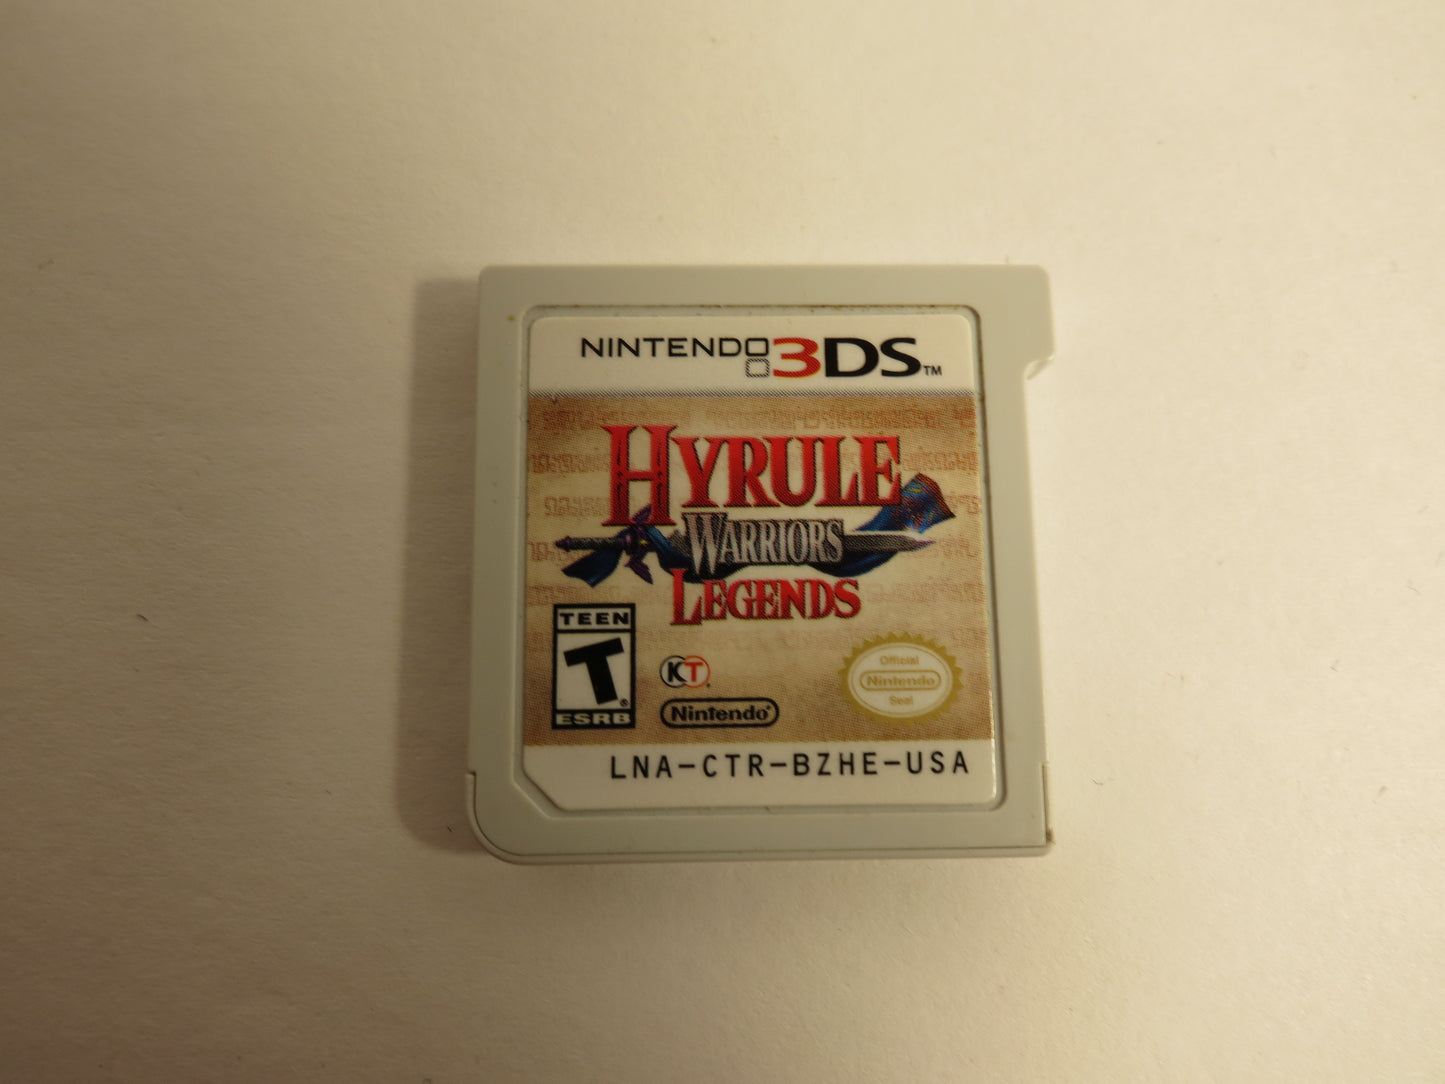 NINTENDO 3DS™
HYRULE
WARRIORS
LEGENDS
TEEN
T®
ESRB
KT.
Nintendo®
Official
Nintendo
Seal
LNA-CTR-BZHE-USA